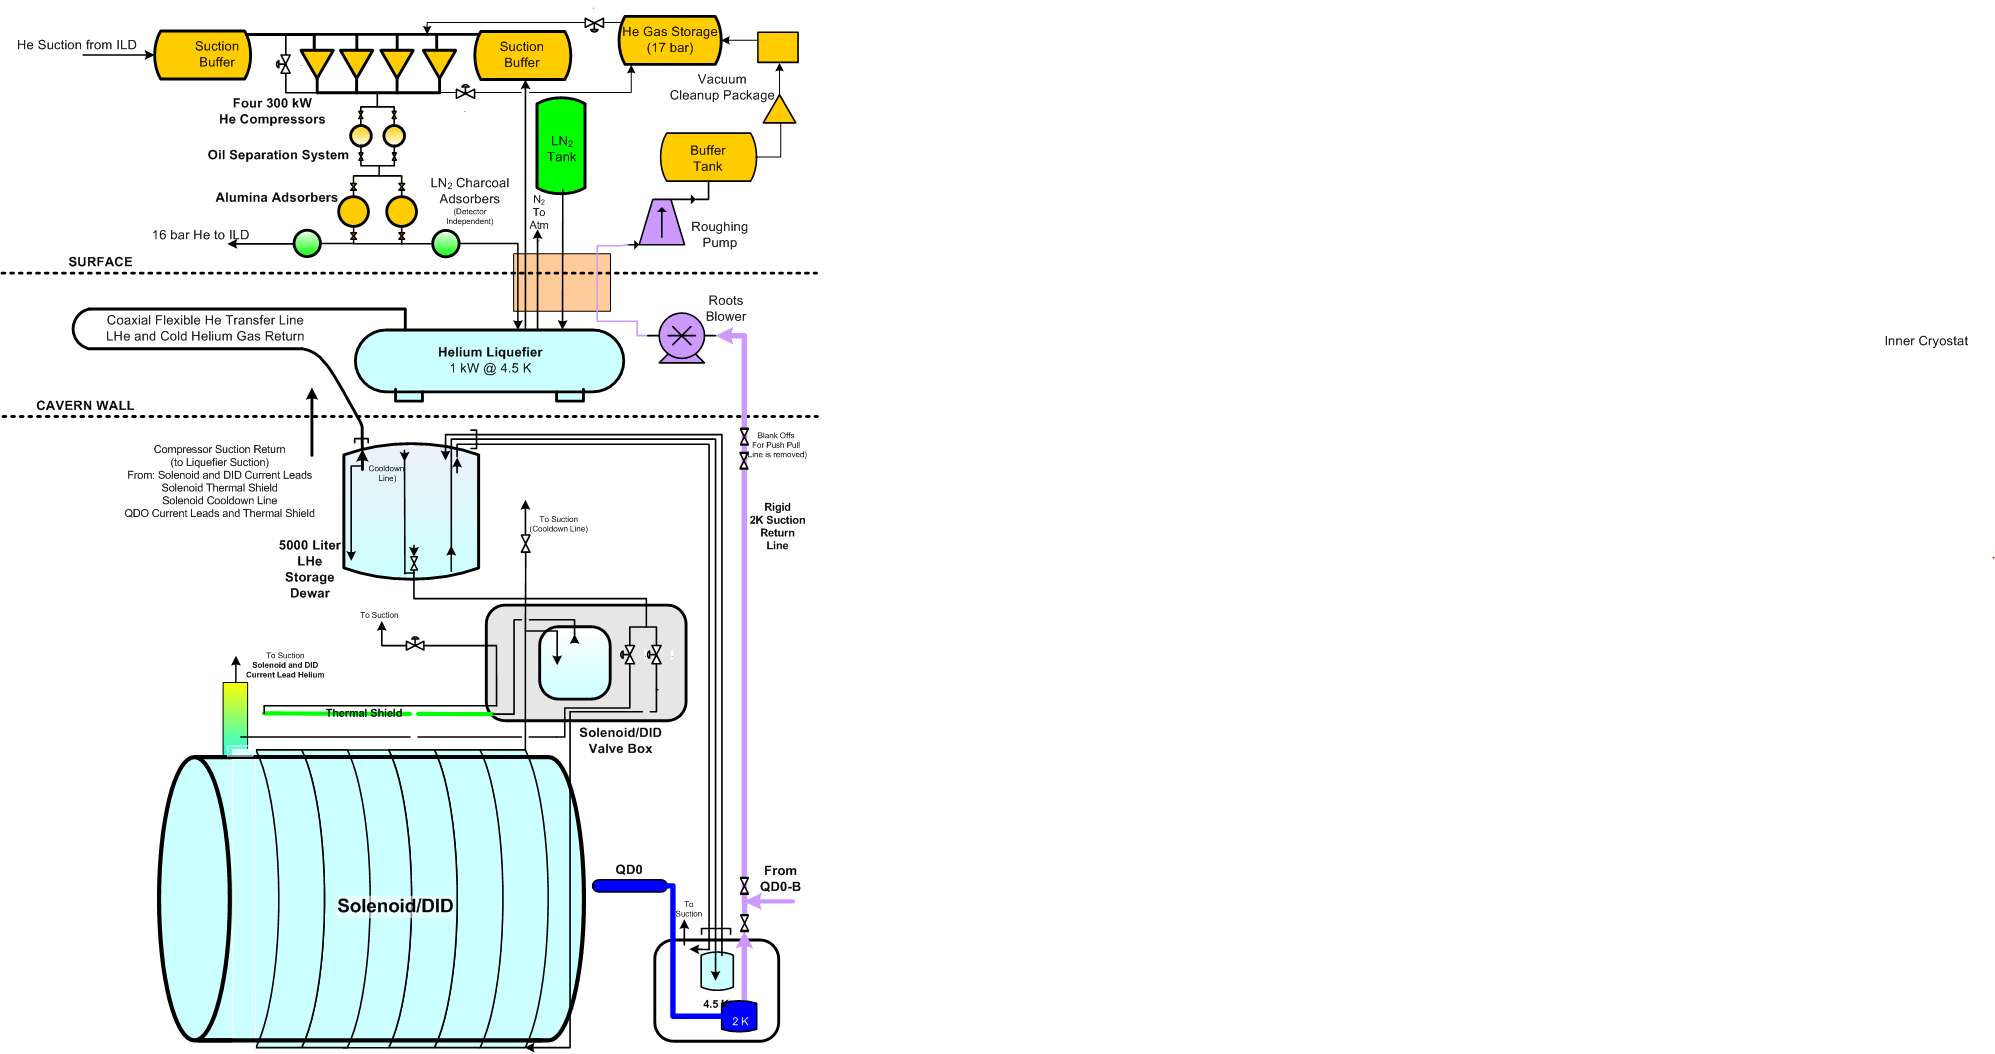 He Suction from ILD
Suction
Buffer
Suction
Buffer
He Gas Storage
(17 bar)
Vacuum
Cleanup Package
Four 300 kW
He Compressors
Oil Separation System
LN2
Tank
Buffer
Tank
Alumina Adsorbers
LN2 Charcoal
Adsorbers
(Detector
Independent)
N2
To
Atm
Roughing
Pump
16 bar He to ILD
SURFACE
Roots
Blower
Coaxial Flexible He Transfer Line
LHe and Cold Helium Gas Return
Helium Liquefier
1 kW @ 4.5 K
Inner Cryostat
CAVERN WALL
Blank Offs
For Push Pull
Line is removed)
Compressor Suction Return
(to Liquefier Suction)
From: Solenoid and DID Current Leads
Solenoid Thermal Shield
Solenoid Cooldown Line
QDO Current Leads and Thermal Shield
Cooldown
Line)
To Suction
(Cooldown Line)
Rigid
2K Suction
Return
Line
5000 Liter
LHe
Storage
Dewar
To Suction
To Suction
Solenoid and DID
Current Lead Helium
Thermal Shield
Solenoid/DID
Valve Box
Solenoid/DID
QD0
From
QD0-B
To
Suction
4.5 K
2 K